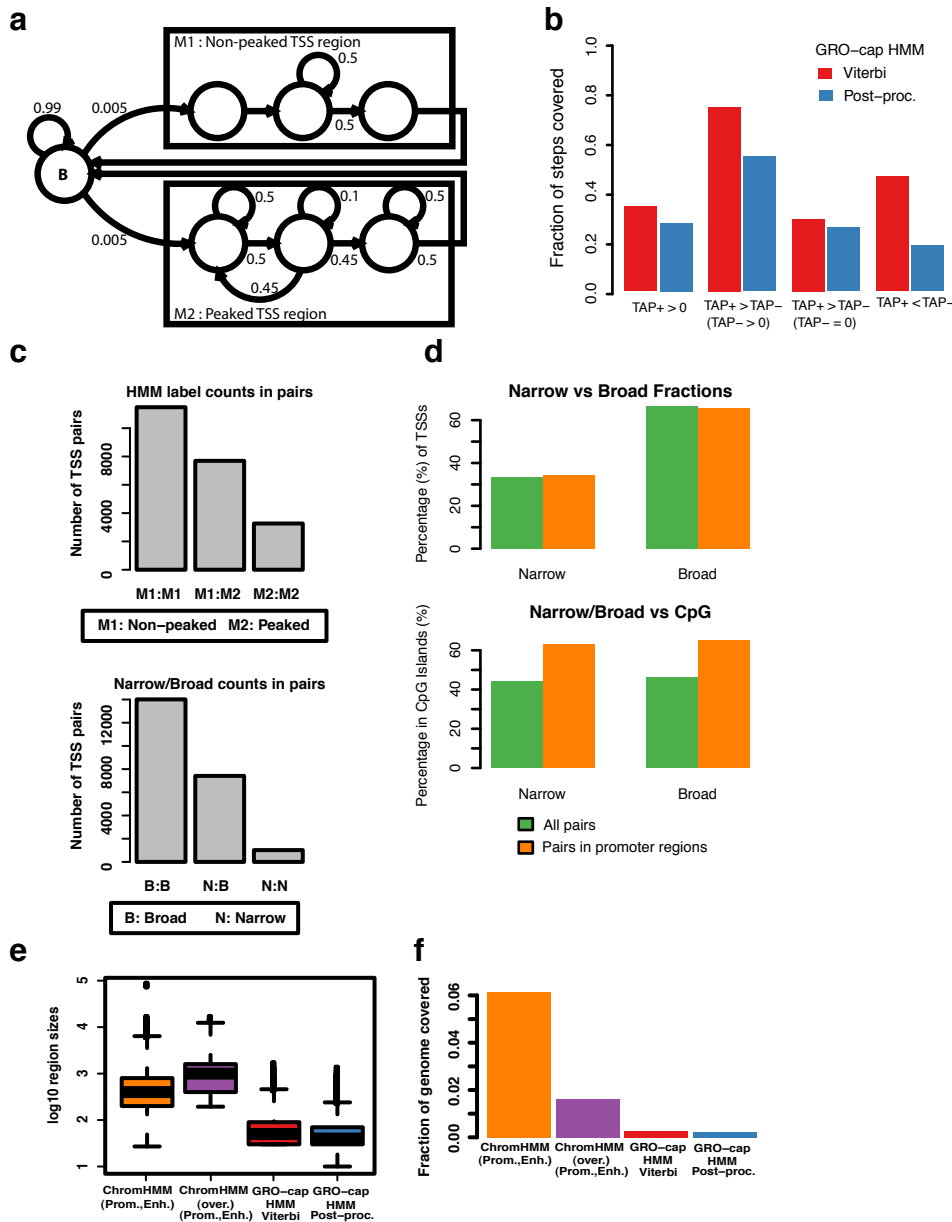 a
M1 : Non-peaked TSS region
0.5
0.5
0.99
0.005
B
0.005
0.5
0.1
0.5
0.5
0.45
0.5
0.45
M2 : Peaked TSS region
b
GRO−cap HMM
Viterbi
Post−proc.
Fraction of steps covered
1.0
0.8
0.6
0.4
0.2
0.0
TAP+ > 0
TAP+ > TAP−
(TAP− > 0)
TAP+ > TAP−
(TAP− = 0)
TAP+ < TAP−
c
HMM label counts in pairs
Number of TSS pairs
8000
4000
0
M1:M1 M1:M2 M2:M2
M1: Non−peaked M2: Peaked
Narrow/Broad counts in pairs
Number of TSS pairs
12000
8000
4000
0
B:B N:B N:N
B: Broad N: Narrow
d
Narrow vs Broad Fractions
Percentage (%) of TSSs
60
40
20
0
Narrow Broad
Narrow/Broad vs CpG
Percentage in CpG Islands (%)
60
40
20
0
Narrow Broad
All pairs
Pairs in promoter regions
e
log10 region sizes
5
4
3
2
1
ChromHMM
(Prom.,Enh.)
ChromHMM
(over.)
(Prom.,Enh.)
GRO−cap
HMM
Viterbi
GRO−cap
HMM
Post−proc.
f
Fraction of genome covered
0.06
0.04
0.02
0.00
ChromHMM
(Prom.,Enh.)
ChromHMM
(over.)
(Prom.,Enh.)
GRO−cap
HMM
Viterbi
GRO−cap
HMM
Post−proc.